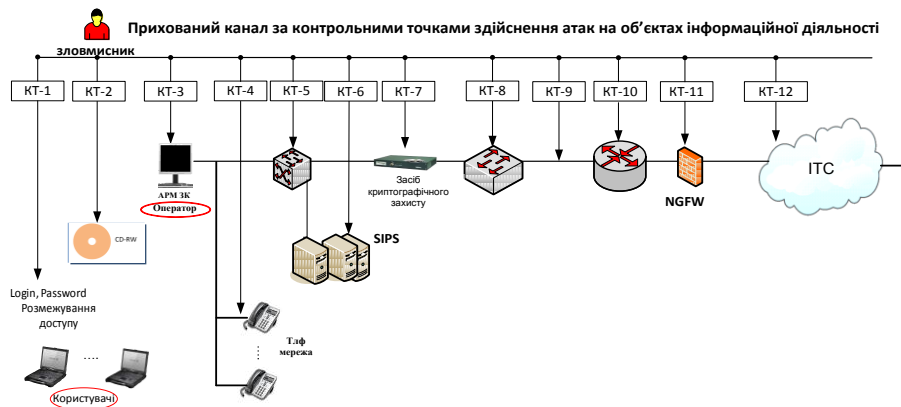 Прихований канал за контрольними точками здійснення атак на об’єктах інформаційної діяльності
зловмисник
КТ-1
КТ-2
КТ-3
КТ-4
КТ-5
КТ-6
КТ-7
КТ-8
КТ-9
КТ-10
КТ-11
КТ-12
АРМ ЗК
Оператор
Засіб
криптографічного
захисту
NGFW
ІТС
CD-RW
SIPS
Login, Password
Розмежування
доступу
Тлф
мережа
....
Користувачі